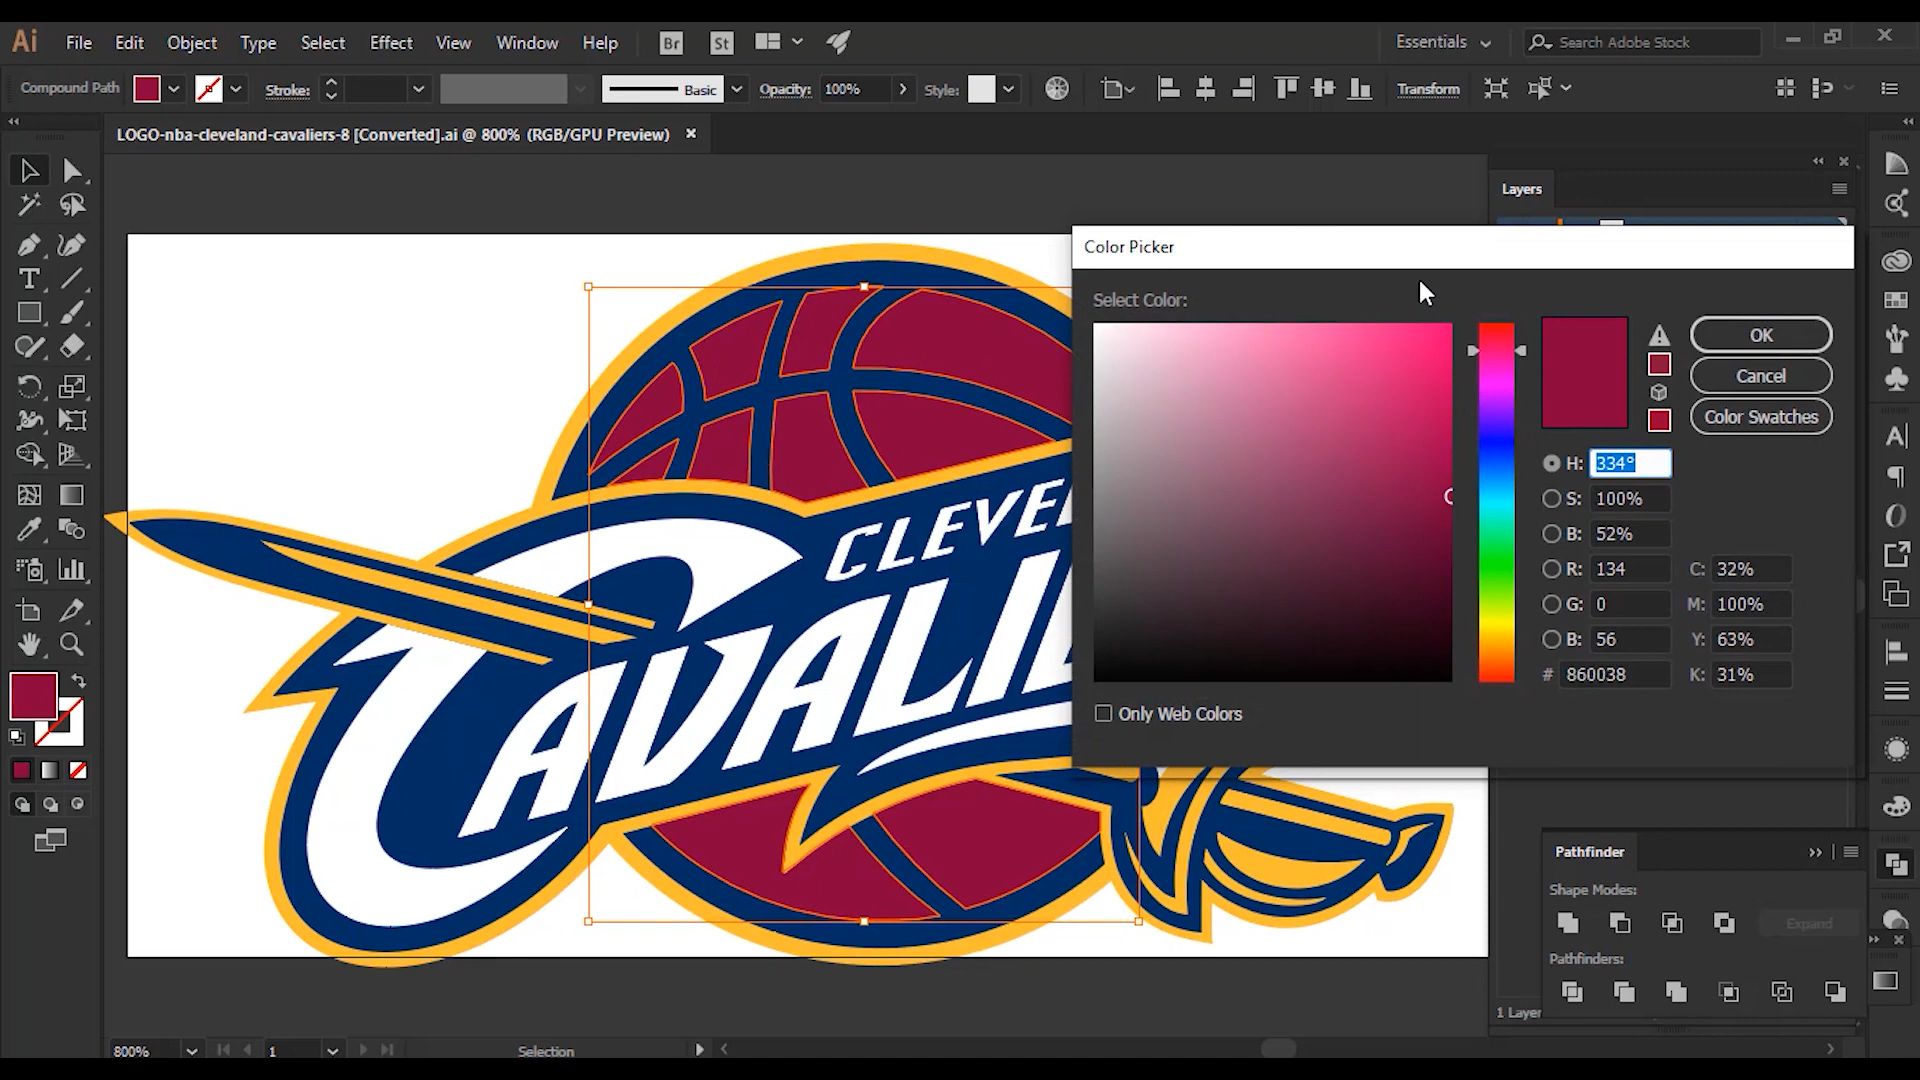 Ai File Edit Object Type Select Effect View Window Help Br St Essentials Search Adobe Stock
Compound Path Stroke: Basic Opacity: 100% Style: Transform
LOGO-nba-cleveland-cavaliers-8 [Converted].ai @ 800% (RGB/GPU Preview)
Layers
Color Picker
Select Color:
OK
Cancel
Color Swatches
H: 334°
S: 100%
B: 52%
R: 134 C: 32%
G: 0 M: 100%
B: 56 Y: 63%
# 860038 K: 31%
Only Web Colors
CLEVE
CAVALI
Pathfinder
Shape Modes:
Expand
Pathfinders:
1 Layer
800% 1 Selection